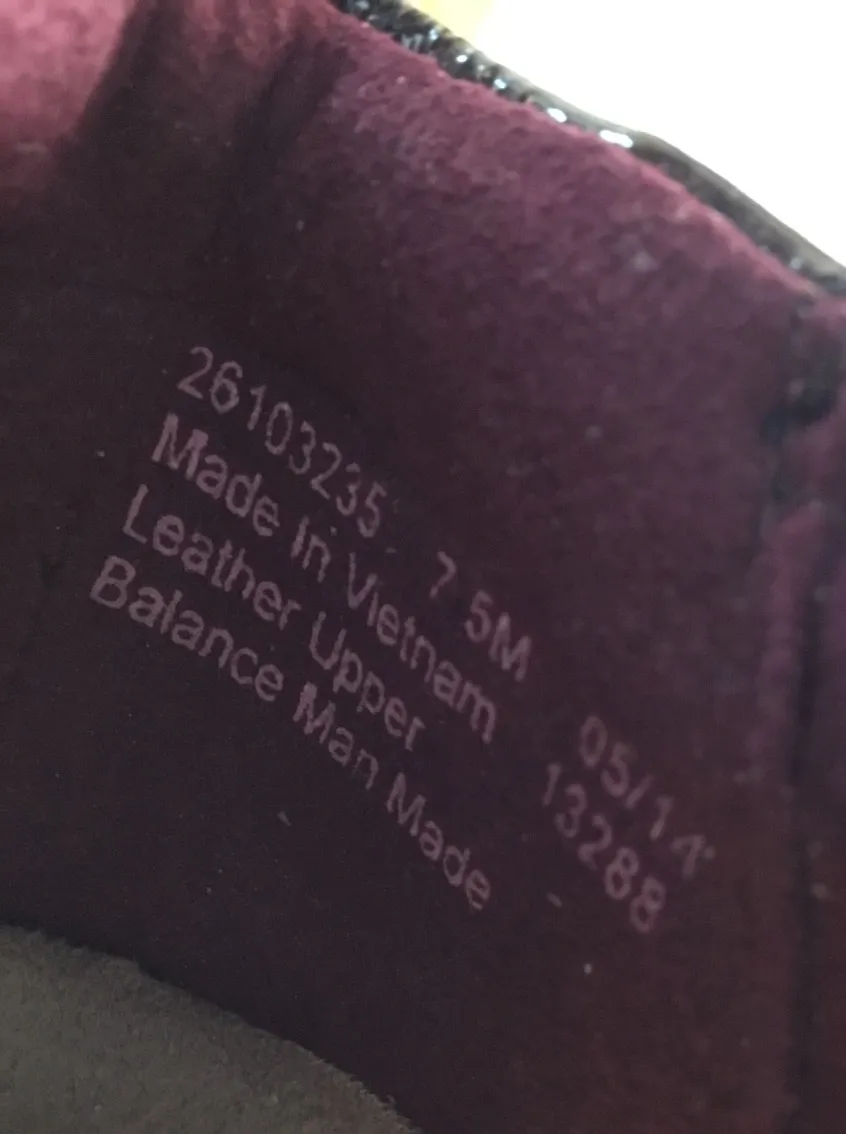 26103235 7.5M 05/14
Made In Vietnam 13288
Leather Upper
Balance Man Made